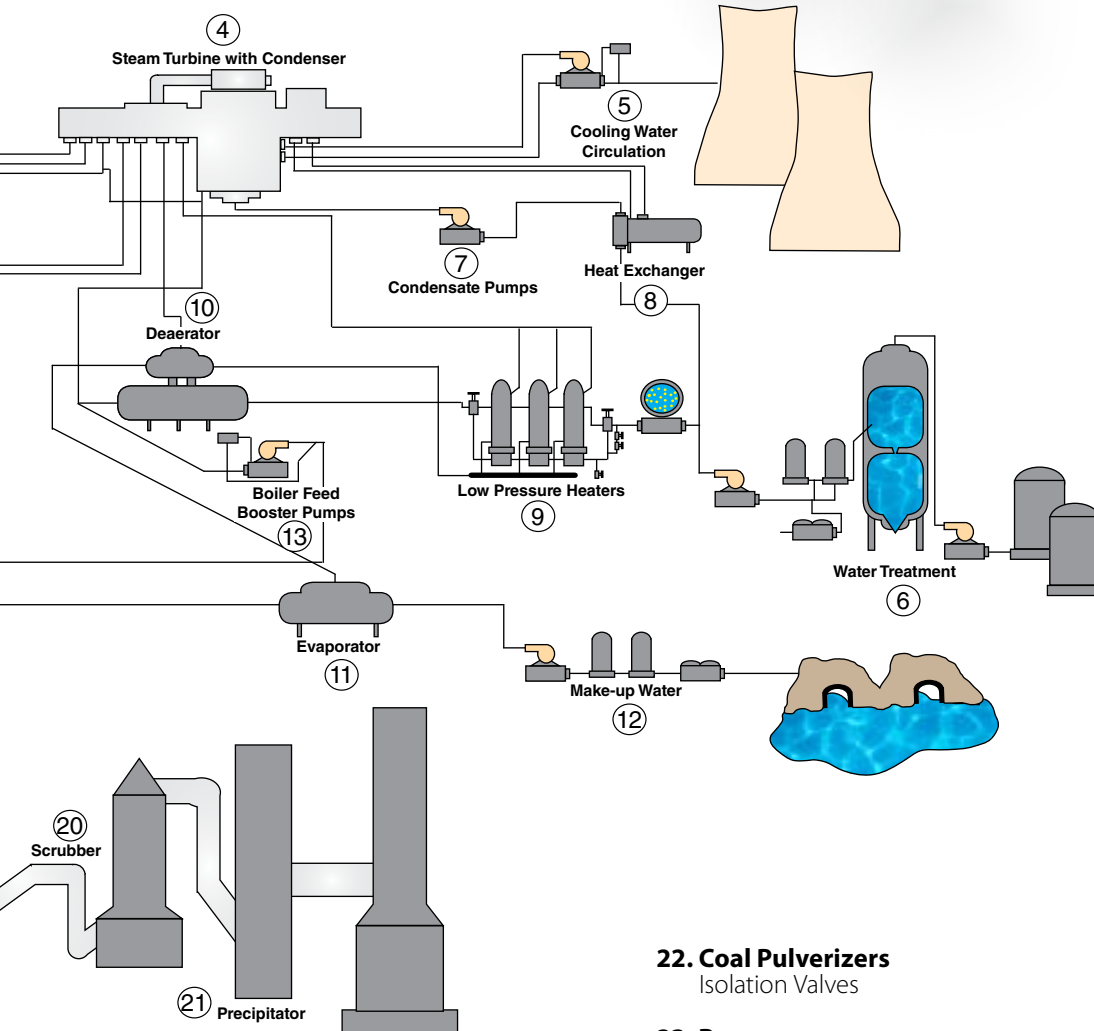 4
Steam Turbine with Condenser
5
Cooling Water
Circulation
7
Condensate Pumps
Heat Exchanger
8
10
Deaerator
Boiler Feed
Booster Pumps
13
Low Pressure Heaters
9
Water Treatment
6
Evaporator
11
Make-up Water
12
20
Scrubber
21
Precipitator
22. Coal Pulverizers
Isolation Valves